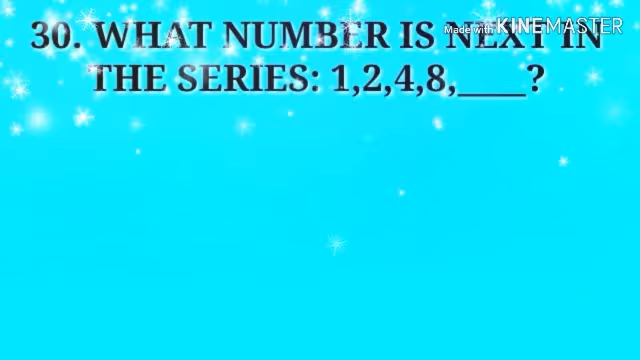 30. WHAT NUMBER IS NEXT IN
THE SERIES: 1,2,4,8,____?
Made with KINEMASTER